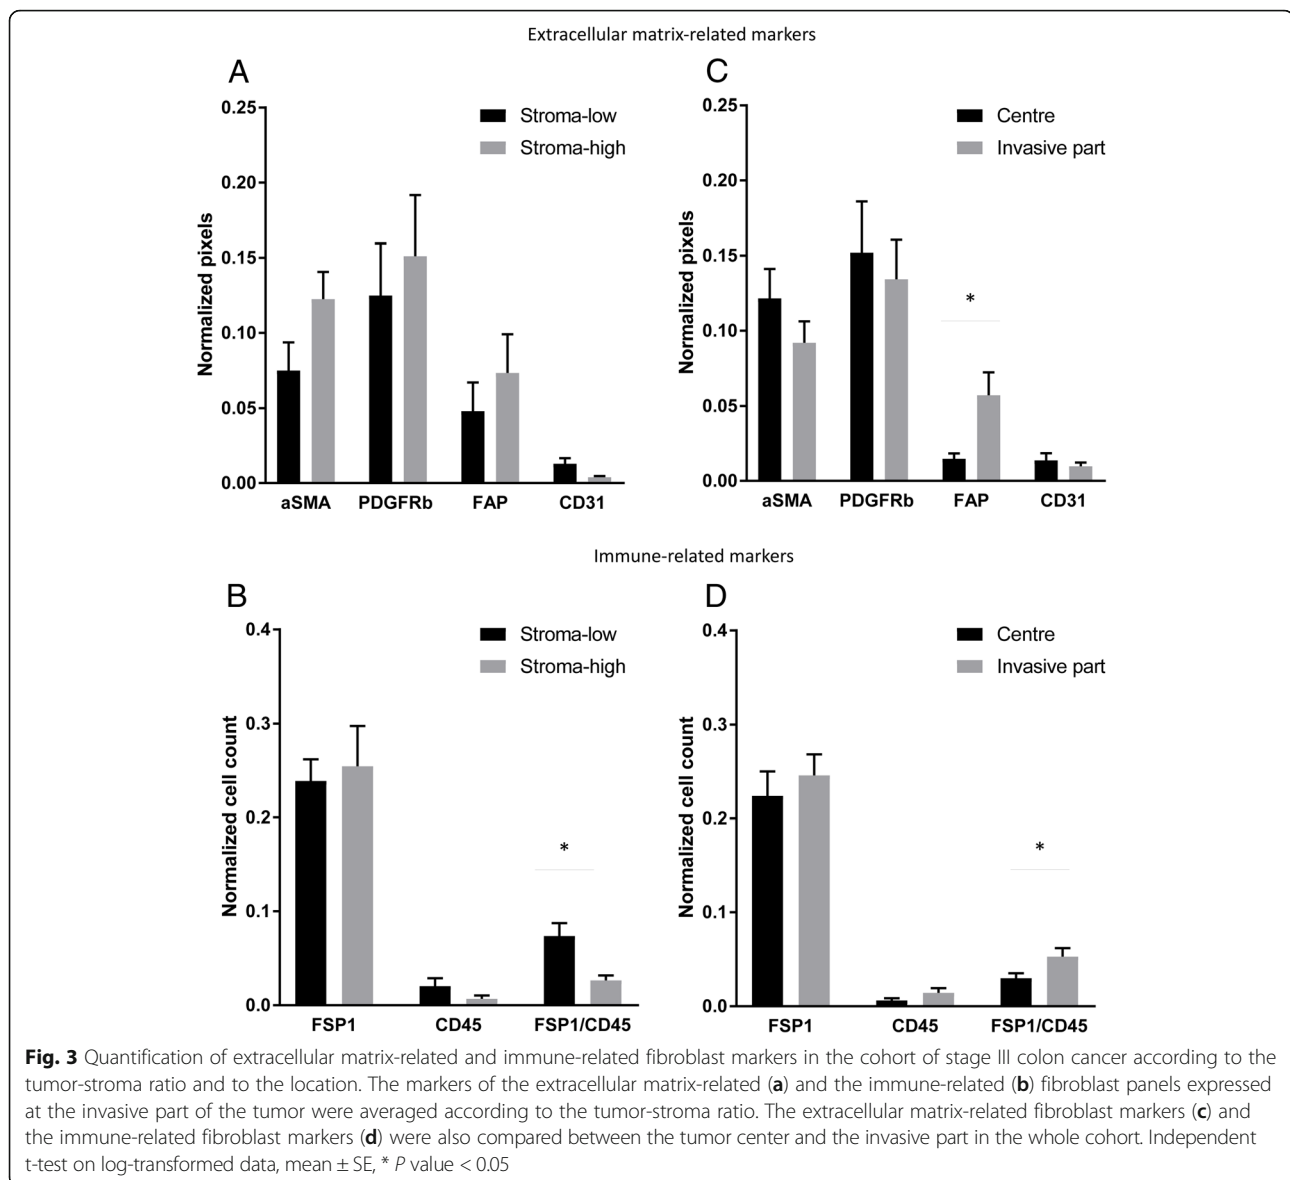 Extracellular matrix-related markers
A
0.25
0.20
0.15
0.10
0.05
0.00
Normalized pixels
Stroma-low
Stroma-high
aSMA PDGFRb FAP CD31
C
0.25
0.20
0.15
0.10
0.05
0.00
Normalized pixels
Centre
Invasive part
*
aSMA PDGFRb FAP CD31
Immune-related markers
B
0.4
0.3
0.2
0.1
0.0
Normalized cell count
Stroma-low
Stroma-high
*
FSP1 CD45 FSP1/CD45
D
0.4
0.3
0.2
0.1
0.0
Normalized cell count
Centre
Invasive part
*
FSP1 CD45 FSP1/CD45
Fig. 3 Quantification of extracellular matrix-related and immune-related fibroblast markers in the cohort of stage III colon cancer according to the
tumor-stroma ratio and to the location. The markers of the extracellular matrix-related (a) and the immune-related (b) fibroblast panels expressed
at the invasive part of the tumor were averaged according to the tumor-stroma ratio. The extracellular matrix-related fibroblast markers (c) and
the immune-related fibroblast markers (d) were also compared between the tumor center and the invasive part in the whole cohort. Independent
t-test on log-transformed data, mean ± SE, * P value < 0.05